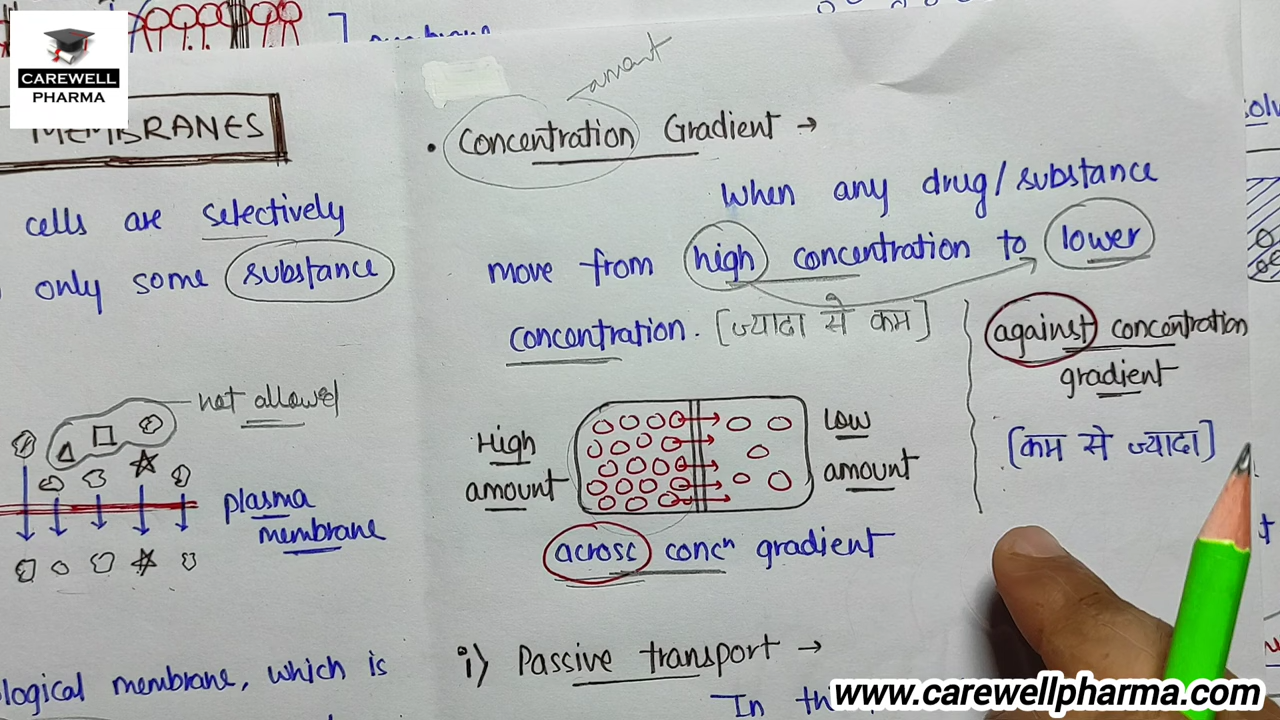 CAREWELL
PHARMA
MEMBRANES
cells are selectively
only some substance
not allowed
plasma
membrane
logical membrane, which is
amount
• Concentration Gradient →
When any drug/substance
move from high concentration to lower
concentration. [ज्यादा से कम]
High
amount
Low
amount
across concⁿ gradient
against concentration
gradient
[कम से ज्यादा]
i) Passive transport →
In
www.carewellpharma.com